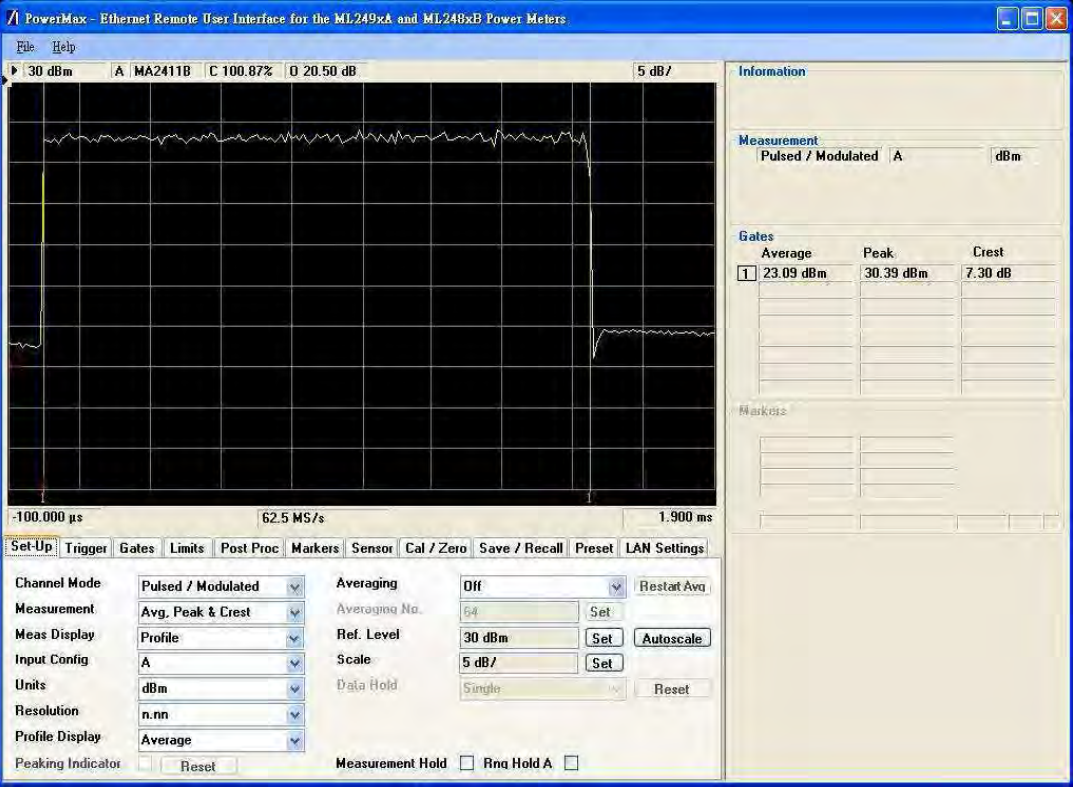 PowerMax - Ethernet Remote User Interface for the ML249xA and ML248xB Power Meters
File Help
30 dBm A MA2411B C 100.87% O 20.50 dB 5 dB/
1 1
-100.000 µs 62.5 MS/s 1.900 ms
Information
Measurement
Pulsed / Modulated A dBm
Gates
Average Peak Crest
1 23.09 dBm 30.39 dBm 7.30 dB
Markers
Set-Up Trigger Gates Limits Post Proc Markers Sensor Cal / Zero Save / Recall Preset LAN Settings
Channel Mode Pulsed / Modulated Averaging Off Restart Avg
Measurement Avg, Peak & Crest Averaging No. 64 Set
Meas Display Profile Ref. Level 30 dBm Set Autoscale
Input Config A Scale 5 dB/ Set
Units dBm Data Hold Single Reset
Resolution n.nn
Profile Display Average
Peaking Indicator Reset Measurement Hold Rng Hold A